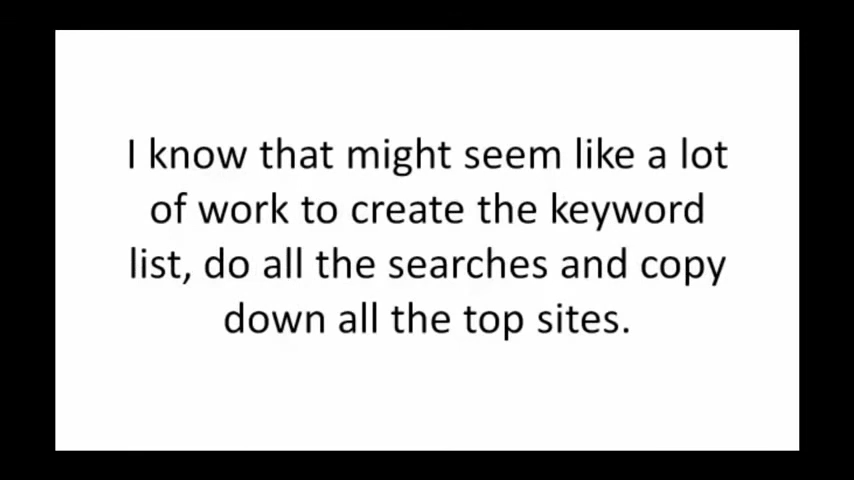 I know that might seem like a lot
of work to create the keyword
list, do all the searches and copy
down all the top sites.